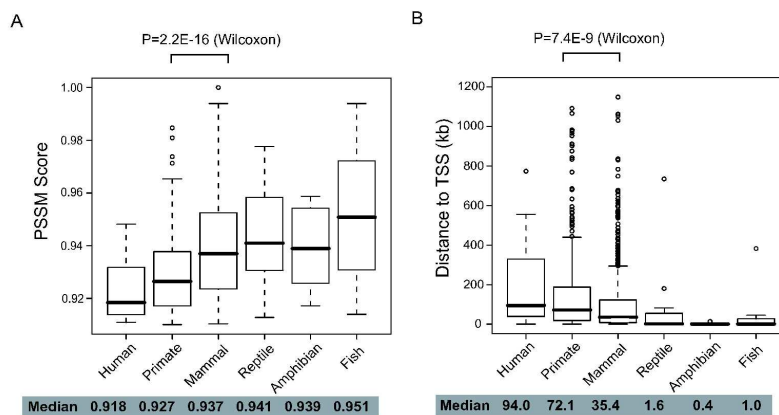 A
P=2.2E-16 (Wilcoxon)
PSSM Score
1.00
0.98
0.96
0.94
0.92
Human Primate Mammal Reptile Amphibian Fish
Median 0.918 0.927 0.937 0.941 0.939 0.951
B
P=7.4E-9 (Wilcoxon)
Distance to TSS (kb)
1200
1000
800
600
400
200
0
Human Primate Mammal Reptile Amphibian Fish
Median 94.0 72.1 35.4 1.6 0.4 1.0